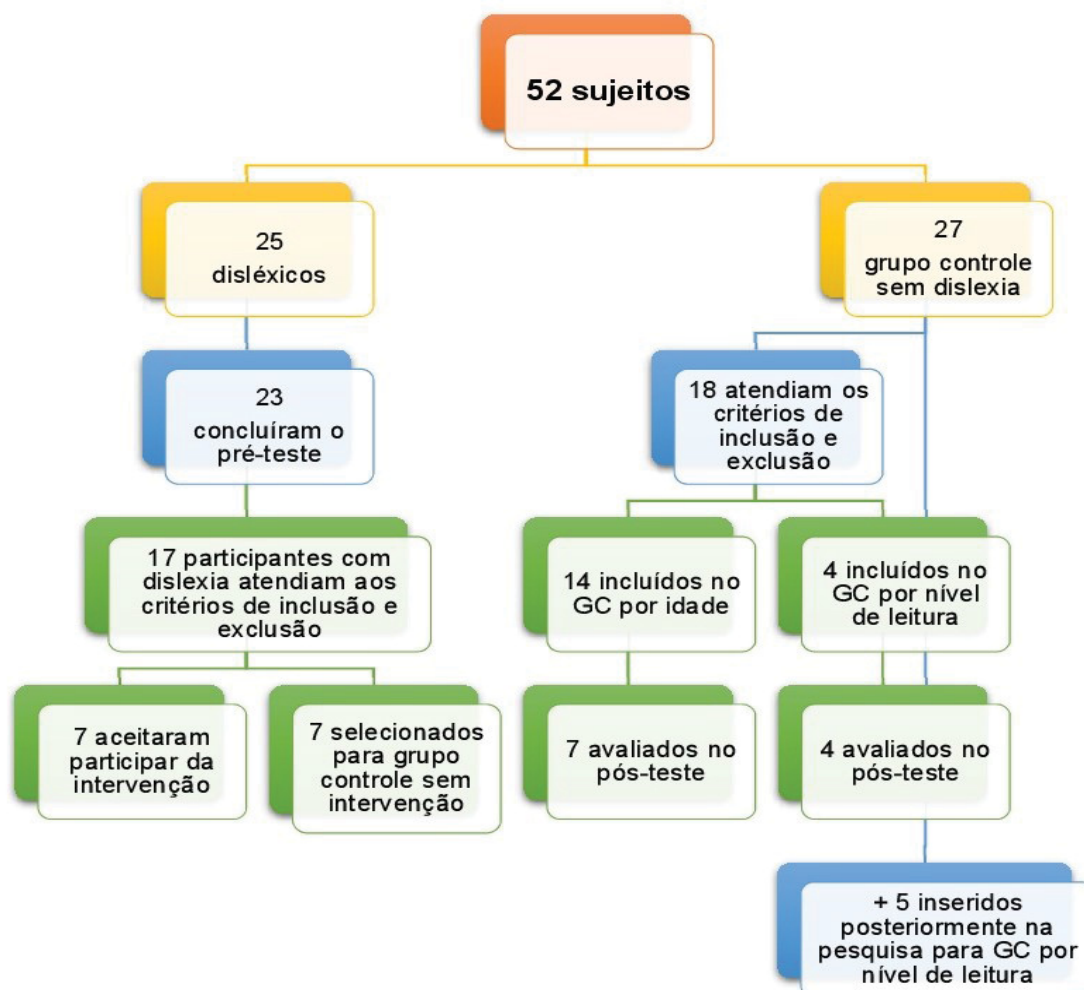 52 sujeitos
25
disléxicos
27
grupo controle
sem dislexia
23
concluíram o
pré-teste
18 atendiam os
critérios de
inclusão e
exclusão
17 participantes com
dislexia atendiam aos
critérios de inclusão e
exclusão
14 incluídos no
GC por idade
4 incluídos no
GC por nível
de leitura
7 aceitaram
participar da
intervenção
7 selecionados
para grupo
controle sem
intervenção
7 avaliados no
pós-teste
4 avaliados no
pós-teste
+ 5 inseridos
posteriormente na
pesquisa para GC por
nível de leitura